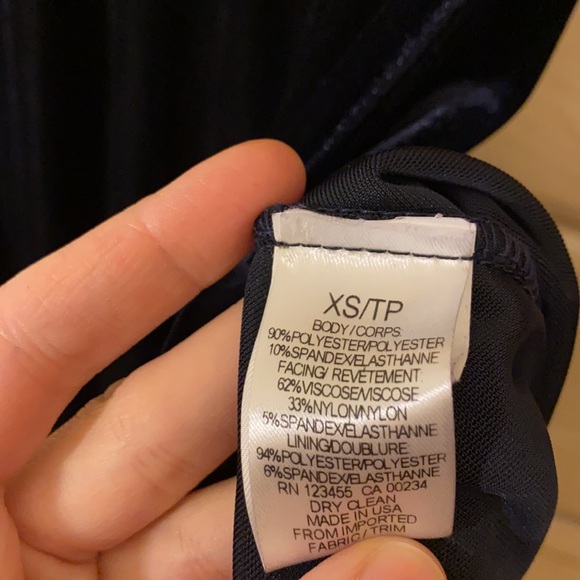 XS/TP
BODY/CORPS
90%POLYESTER/POLYESTER
10%SPANDEX/ELASTHANNE
FACING/ REVÊTEMENT
62%VISCOSE/VISCOSE
33%NYLON/NYLON
5%SPANDEX/ELASTHANNE
LINING/DOUBLURE
94%POLYESTER/POLYESTER
6%SPANDEX/ELASTHANNE
RN 123455 CA 00234
DRY CLEAN
MADE IN USA
FROM IMPORTED
FABRIC/ TRIM